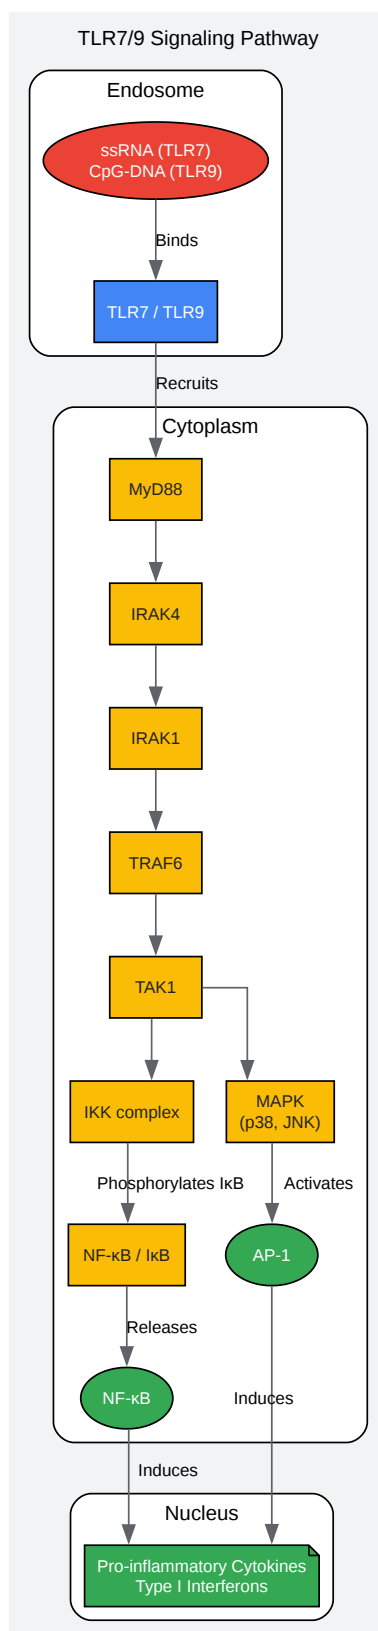 TLR7/9 Signaling Pathway
Endosome
ssRNA (TLR7)
CpG-DNA (TLR9)
Binds
TLR7 / TLR9
Recruits
Cytoplasm
MyD88
IRAK4
IRAK1
TRAF6
TAK1
IKK complex
MAPK
(p38, JNK)
Phosphorylates IκB
Activates
NF-κB / IκB
AP-1
Releases
NF-κB
Induces
Induces
Nucleus
Pro-inflammatory Cytokines
Type I Interferons